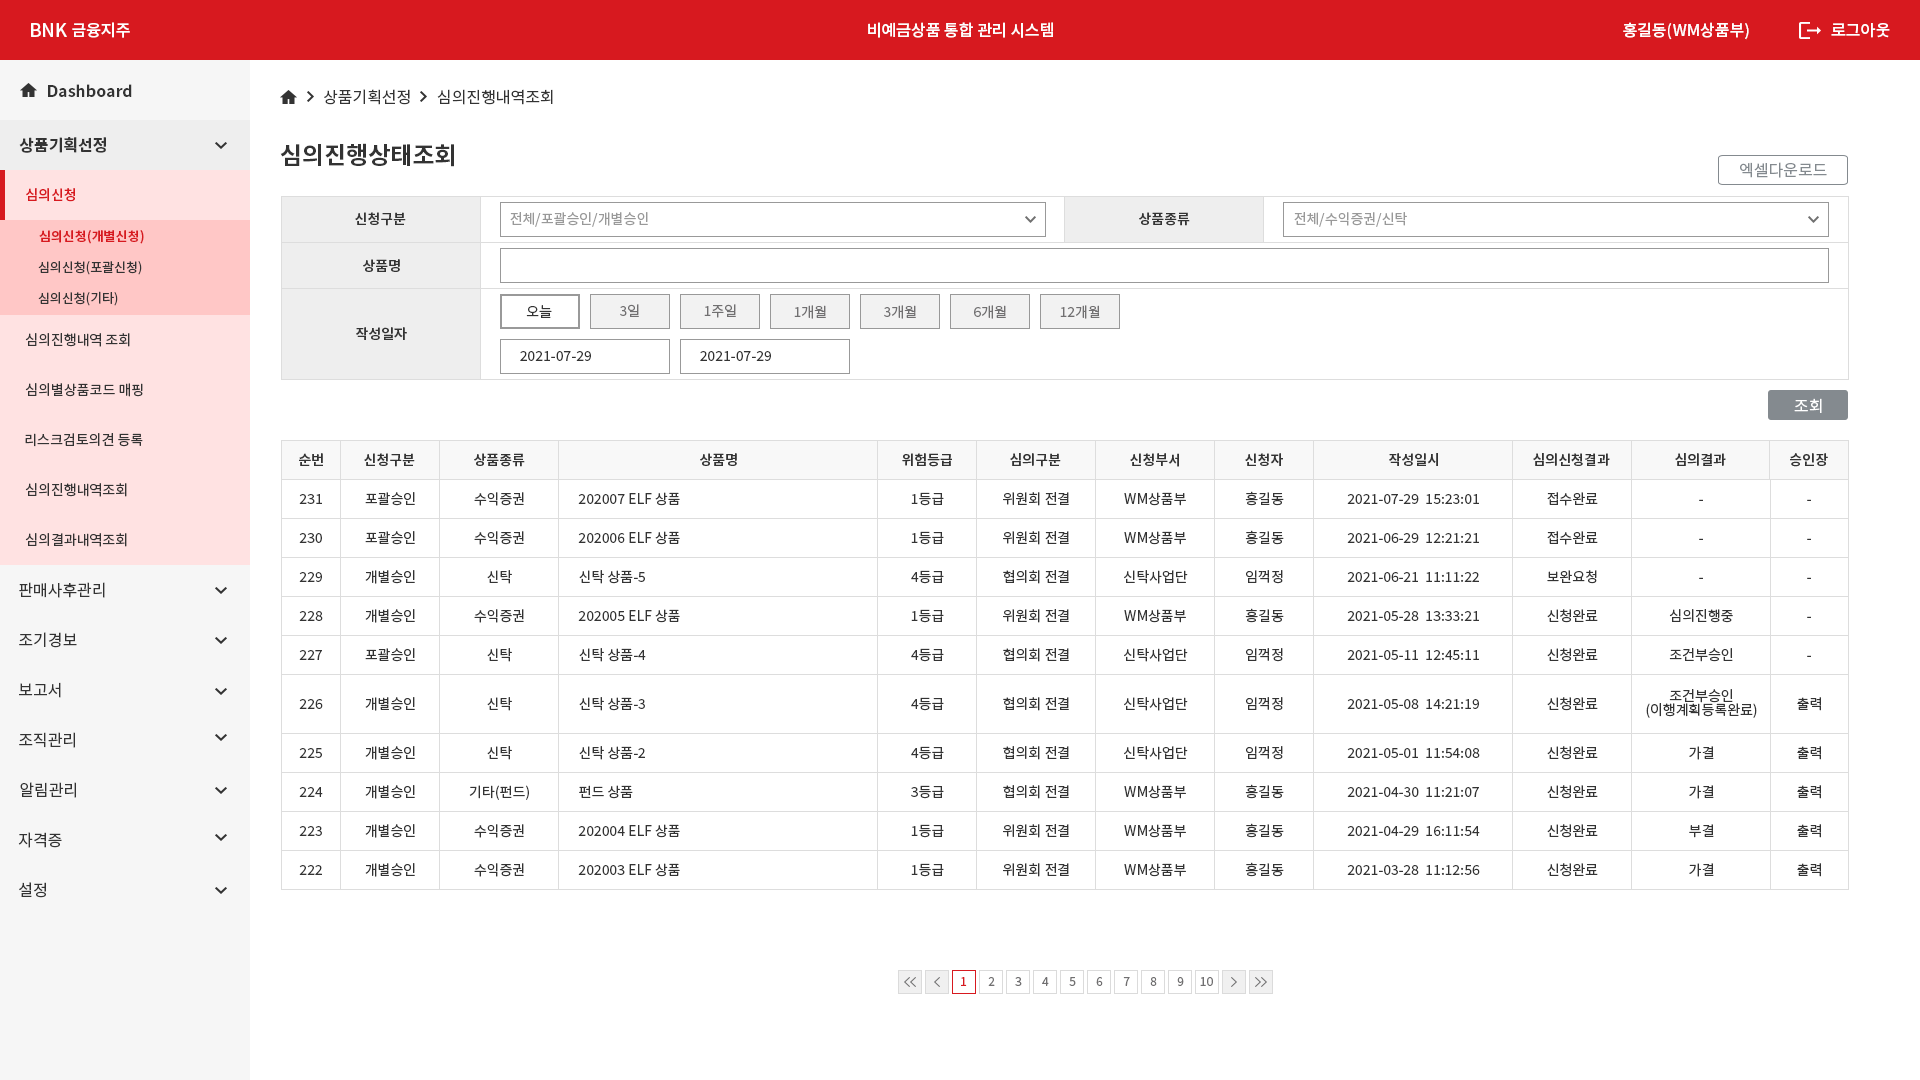 BNK 금융지주
비예금상품 통합 관리 시스템
홍길동(WM상품부)
로그아웃
Dashboard
상품기획선정
심의신청
심의신청(개별신청)
심의신청(포괄신청)
심의신청(기타)
심의진행내역 조회
심의별상품코드 매핑
리스크검토의견 등록
심의진행내역조회
심의결과내역조회
판매사후관리
조기경보
보고서
조직관리
알림관리
자격증
설정
상품기획선정 심의진행내역조회
심의진행상태조회
엑셀다운로드
신청구분 전체/포괄승인/개별승인 상품종류 전체/수익증권/신탁
상품명
작성일자
오늘 3일 1주일 1개월 3개월 6개월 12개월
2021-07-29 2021-07-29
조회
순번 신청구분 상품종류 상품명 위험등급 심의구분 신청부서 신청자 작성일시 심의신청결과 심의결과 승인장
231 포괄승인 수익증권 202007 ELF 상품 1등급 위원회 전결 WM상품부 홍길동 2021-07-29 15:23:01 접수완료 - -
230 포괄승인 수익증권 202006 ELF 상품 1등급 위원회 전결 WM상품부 홍길동 2021-06-29 12:21:21 접수완료 - -
229 개별승인 신탁 신탁 상품-5 4등급 협의회 전결 신탁사업단 임꺽정 2021-06-21 11:11:22 보완요청 - -
228 개별승인 수익증권 202005 ELF 상품 1등급 위원회 전결 WM상품부 홍길동 2021-05-28 13:33:21 신청완료 심의진행중 -
227 포괄승인 신탁 신탁 상품-4 4등급 협의회 전결 신탁사업단 임꺽정 2021-05-11 12:45:11 신청완료 조건부승인 -
226 개별승인 신탁 신탁 상품-3 4등급 협의회 전결 신탁사업단 임꺽정 2021-05-08 14:21:19 신청완료 조건부승인 (이행계획등록완료) 출력
225 개별승인 신탁 신탁 상품-2 4등급 협의회 전결 신탁사업단 임꺽정 2021-05-01 11:54:08 신청완료 가결 출력
224 개별승인 기타(펀드) 펀드 상품 3등급 협의회 전결 WM상품부 홍길동 2021-04-30 11:21:07 신청완료 가결 출력
223 개별승인 수익증권 202004 ELF 상품 1등급 위원회 전결 WM상품부 홍길동 2021-04-29 16:11:54 신청완료 부결 출력
222 개별승인 수익증권 202003 ELF 상품 1등급 위원회 전결 WM상품부 홍길동 2021-03-28 11:12:56 신청완료 가결 출력
1 2 3 4 5 6 7 8 9 10